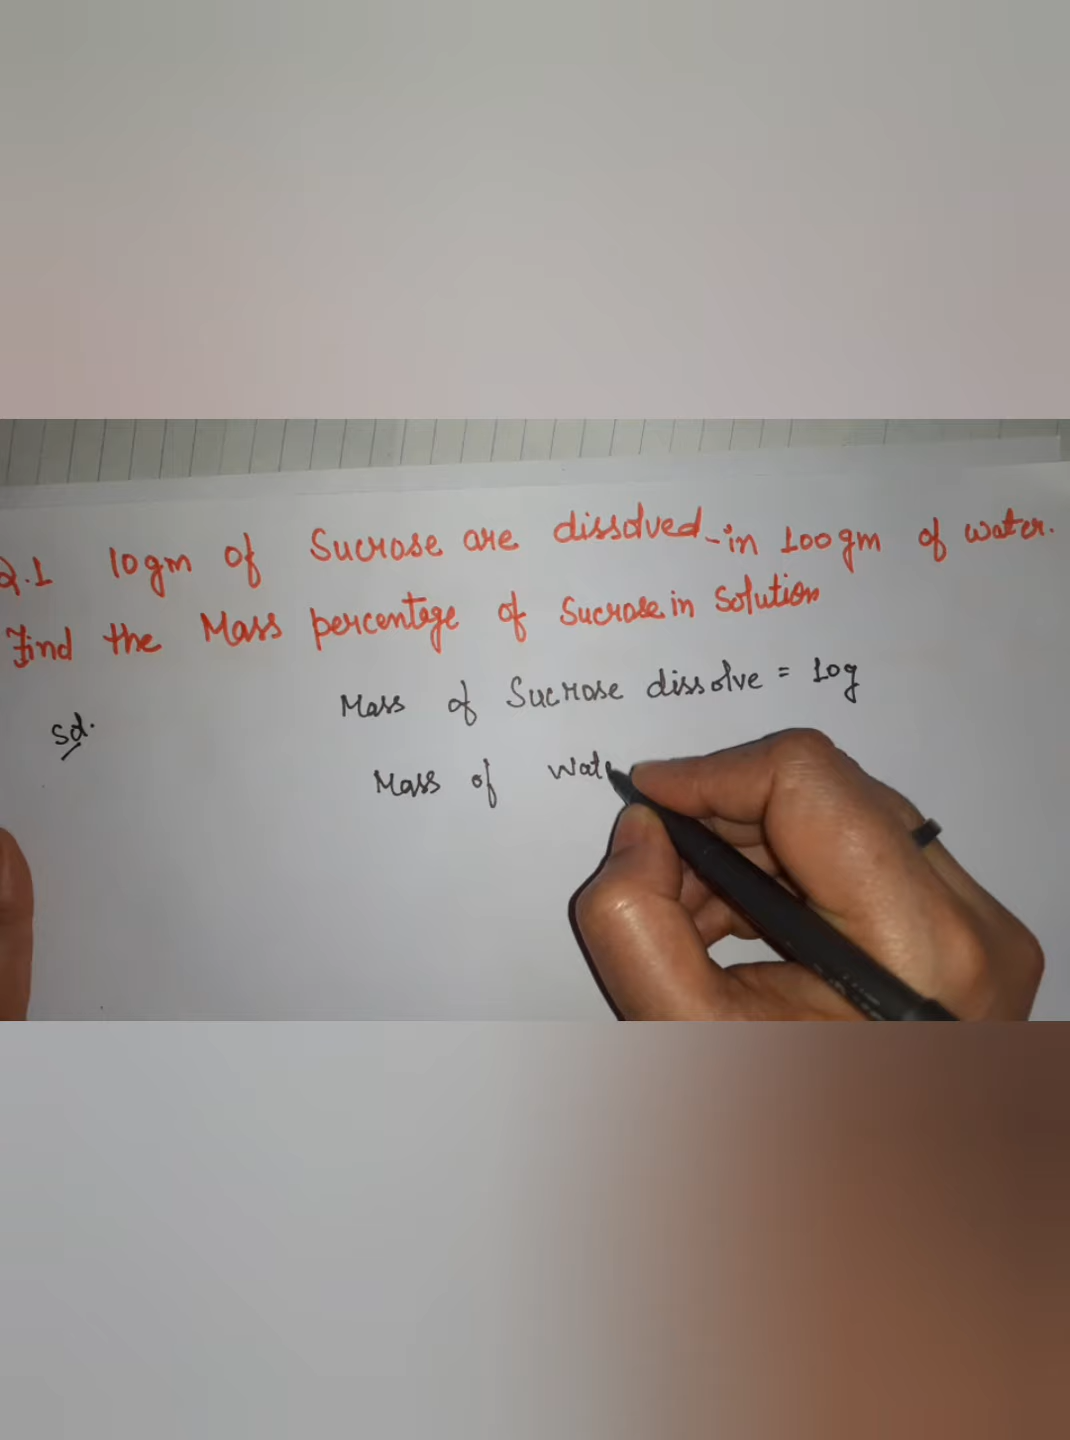 Q.1 10gm of Sucrose are dissolved in 100gm of water.
Find the Mass percentage of Sucrose in Solution
Sol. Mass of Sucrose dissolve = 10g
Mass of Wate